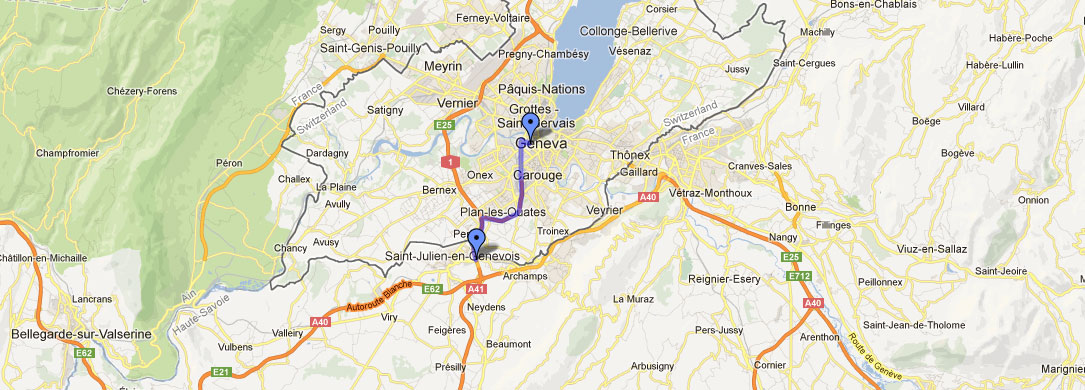 Ferney-Voltaire
Corsier
Bons-en-Chablais
Sergy
Pouilly
Collonge-Bellerive
Machilly
Saint-Genis-Pouilly
Pregny-Chambésy
Vésenaz
Habère-Poche
Meyrin
Jussy
Saint-Cergues
Habère-Lullin
Chézery-Forens
France
Switzerland
Pâquis-Nations
Satigny
Vernier
Grottes -
Saint-Gervais
Villard
E25
Switzerland
France
Boëge
Champfromier
Dardagny
Geneva
Thônex
Bogève
Péron
1
Gaillard
Cranves-Sales
Challex
Onex
Carouge
La Plaine
Bernex
A40
Vétraz-Monthoux
Avully
Plan-les-Ouates
Veyrier
Bonne
Onnion
Fillinges
Avusy
Troinex
Nangy
Chancy
Saint-Julien-en-Genevois
Viuz-en-Sallaz
Châtillon-en-Michaille
E25
E712
Saint-Jeoire
Archamps
Reignier-Ésery
Peillonnex
Ain
Haute-Savoie
Autoroute Blanche
E62
A41
Lancrans
La Muraz
A40
Neydens
Viry
A40
Saint-Jean-de-Tholome
Bellegarde-sur-Valserine
Valleiry
Feigères
Pers-Jussy
Arenthon
Route de Genève
Vulbens
Beaumont
E62
E21
Présilly
Arbusigny
Cornier
Marignier